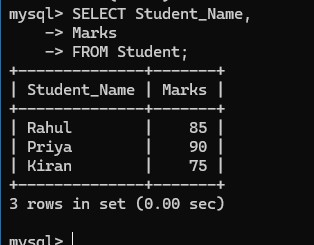 mysql> SELECT Student_Name,
    -> Marks
    -> FROM Student;
+--------------+-------+
| Student_Name | Marks |
+--------------+-------+
| Rahul        |    85 |
| Priya        |    90 |
| Kiran        |    75 |
+--------------+-------+
3 rows in set (0.00 sec)

mysql>